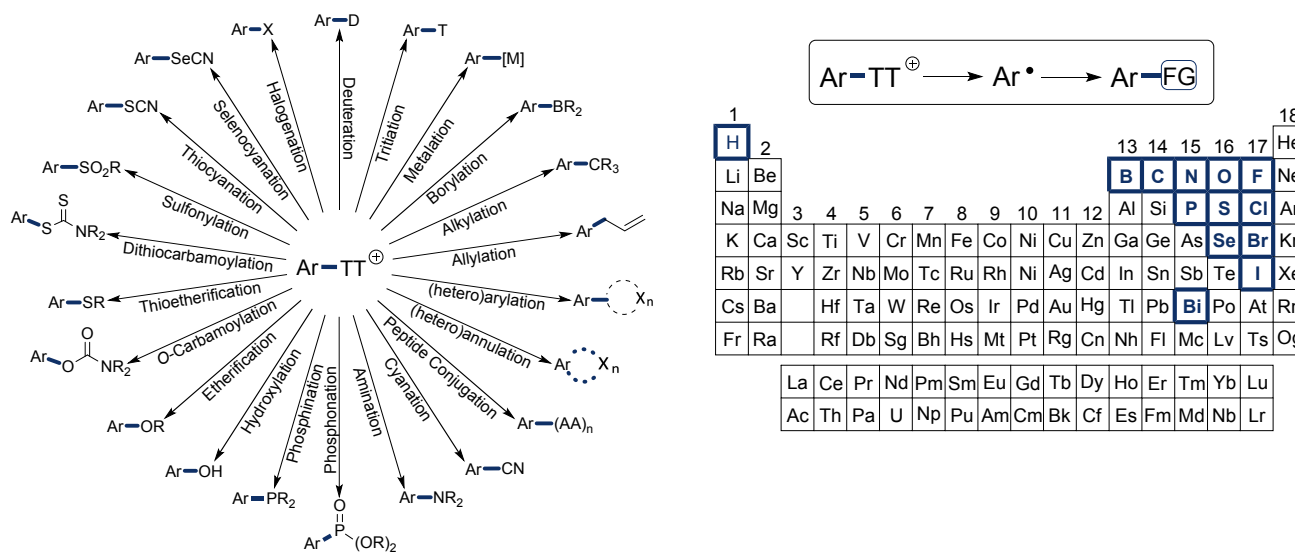 Ar–D
Ar–T
Ar–X
Ar–[M]
Ar–SeCN
Ar–BR2
Ar–SCN
Ar–CR3
Ar–SO2R
Ar
S
Ar
S
NR2
Ar
Xn
Ar–SR
O
Ar
Xn
Ar
O
NR2
Ar–OR
Ar–(AA)n
Ar–OH
Ar–CN
Ar–PR2
Ar–NR2
O
P
Ar
(OR)2
Deuteration
Tritiation
Metalation
Borylation
Alkylation
Allylation
(hetero)arylation
(hetero)annulation
Peptide Conjugation
Cyanation
Amination
Phosphonation
Phosphination
Hydroxylation
Etherification
O-Carbamoylation
Thioetherification
Dithiocarbamoylation
Sulfonylation
Thiocyanation
Selenocyanation
Halogenation
Ar–TT⊕
Ar–TT⊕ Ar• Ar–FG
1 18
H 2 13 14 15 16 17 He
Li Be B C N O F Ne
Na Mg 3 4 5 6 7 8 9 10 11 12 Al Si P S Cl Ar
K Ca Sc Ti V Cr Mn Fe Co Ni Cu Zn Ga Ge As Se Br Kr
Rb Sr Y Zr Nb Mo Tc Ru Rh Ni Ag Cd In Sn Sb Te I Xe
Cs Ba Hf Ta W Re Os Ir Pd Au Hg Tl Pb Bi Po At Rn
Fr Ra Rf Db Sg Bh Hs Mt Pt Rg Cn Nh Fl Mc Lv Ts Og
La Ce Pr Nd Pm Sm Eu Gd Tb Dy Ho Er Tm Yb Lu
Ac Th Pa U Np Pu Am Cm Bk Cf Es Fm Md Nb Lr